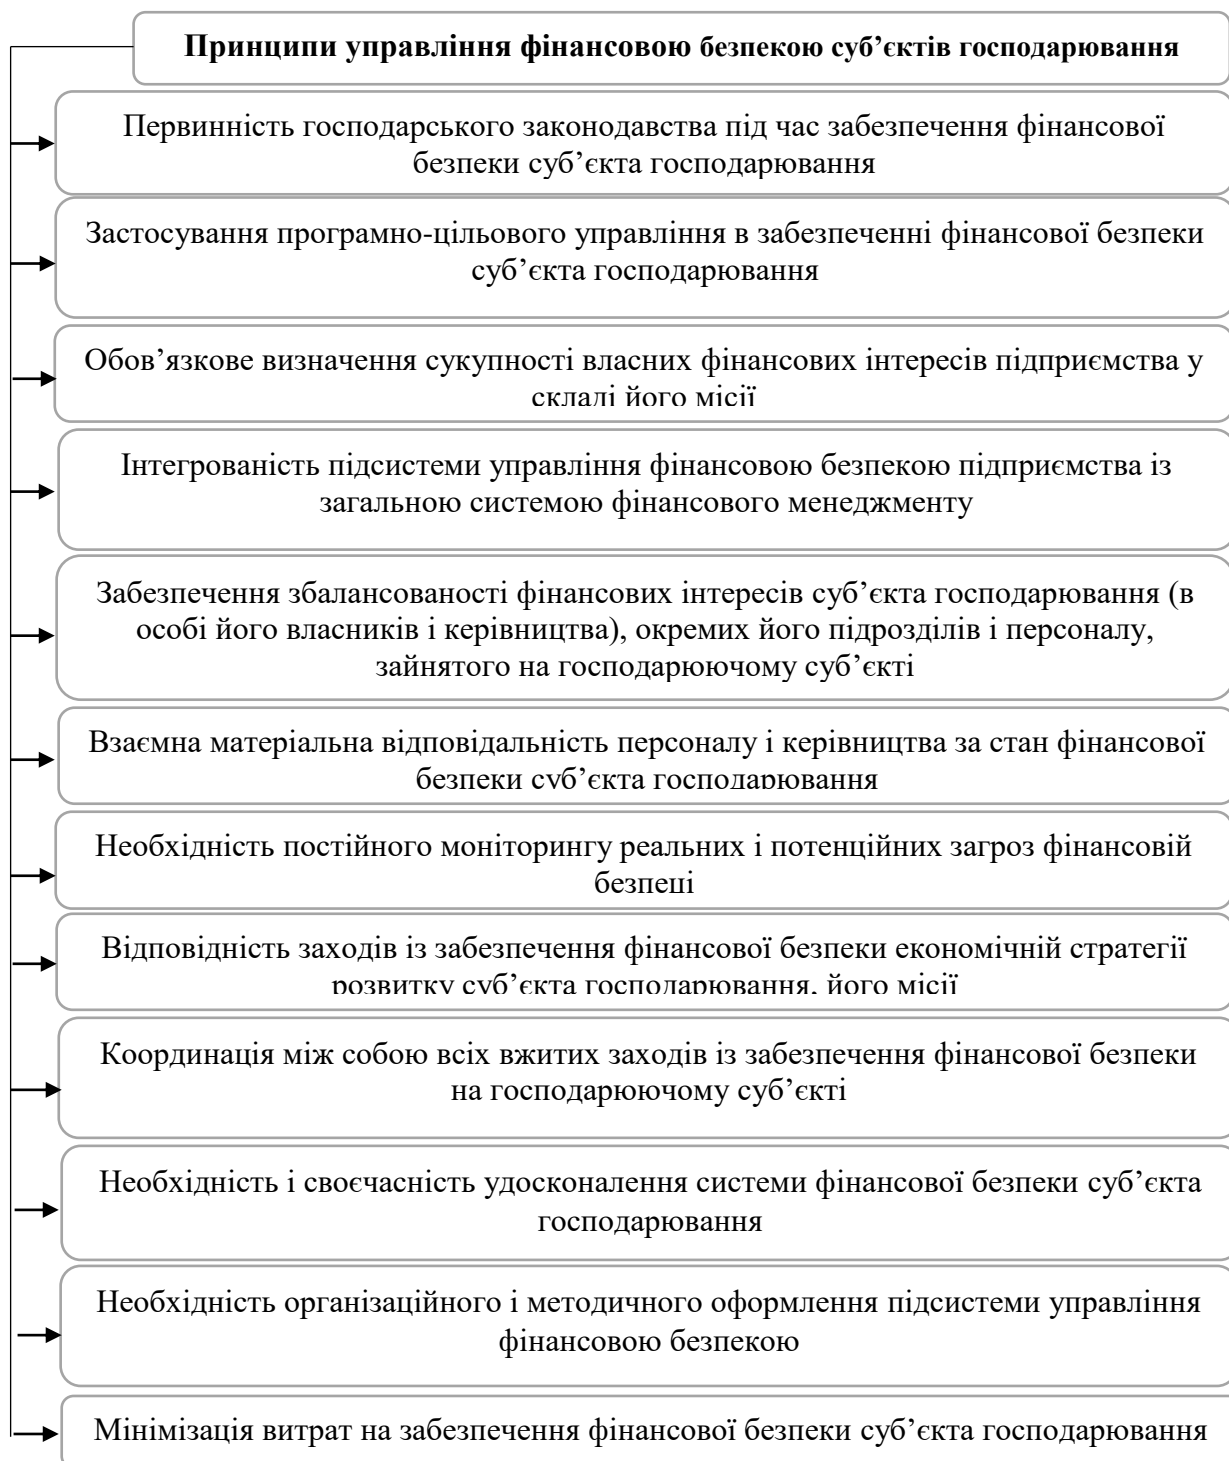 Принципи управління фінансовою безпекою суб’єктів господарювання
Первинність господарського законодавства під час забезпечення фінансової
безпеки суб’єкта господарювання
Застосування програмно-цільового управління в забезпеченні фінансової безпеки
суб’єкта господарювання
Обов’язкове визначення сукупності власних фінансових інтересів підприємства у
складі його місії
Інтегрованість підсистеми управління фінансовою безпекою підприємства із
загальною системою фінансового менеджменту
Забезпечення збалансованості фінансових інтересів суб’єкта господарювання (в
особі його власників і керівництва), окремих його підрозділів і персоналу,
зайнятого на господарюючому суб’єкті
Взаємна матеріальна відповідальність персоналу і керівництва за стан фінансової
безпеки суб’єкта господарювання
Необхідність постійного моніторингу реальних і потенційних загроз фінансовій
безпеці
Відповідність заходів із забезпечення фінансової безпеки економічній стратегії
розвитку суб’єкта господарювання, його місії
Координація між собою всіх вжитих заходів із забезпечення фінансової безпеки
на господарюючому суб’єкті
Необхідність і своєчасність удосконалення системи фінансової безпеки суб’єкта
господарювання
Необхідність організаційного і методичного оформлення підсистеми управління
фінансовою безпекою
Мінімізація витрат на забезпечення фінансової безпеки суб’єкта господарювання